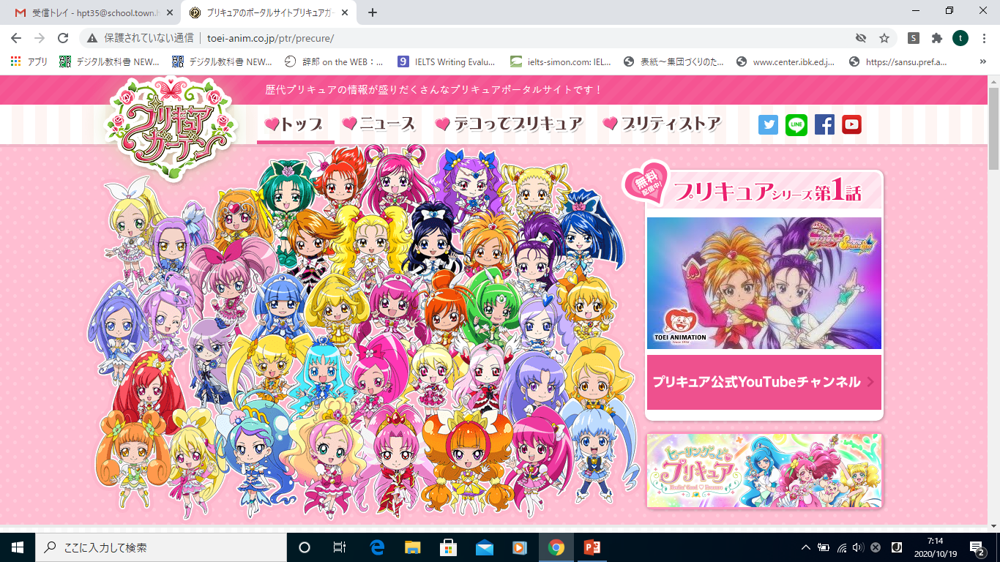 受信トレイ - hpt35@school.town.h
プリキュアのポータルサイトプリキュアガー
保護されていない通信 toei-anim.co.jp/ptr/precure/
S
t
アプリ
デジタル教科書 NEW...
デジタル教科書 NEW...
辞郎 on the WEB：...
9
IELTS Writing Evalu...
ielts-simon.com: IEL...
表紙～集団づくりのた...
www.center.ibk.ed.j...
https://sansu.pref.a...
»
歴代プリキュアの情報が盛りだくさんなプリキュアポータルサイトです！
プリキュア
ガーデン
トップ
ニュース
デコってプリキュア
プリティストア
LINE
無料
配信中!
プリキュアシリーズ第1話
TOEI ANIMATION
Since 1956
プリキュア公式YouTubeチャンネル
ヒーリングっど
プリキュア
Healin' Good ♡ Precure
ここに入力して検索
7:14
2020/10/19
2